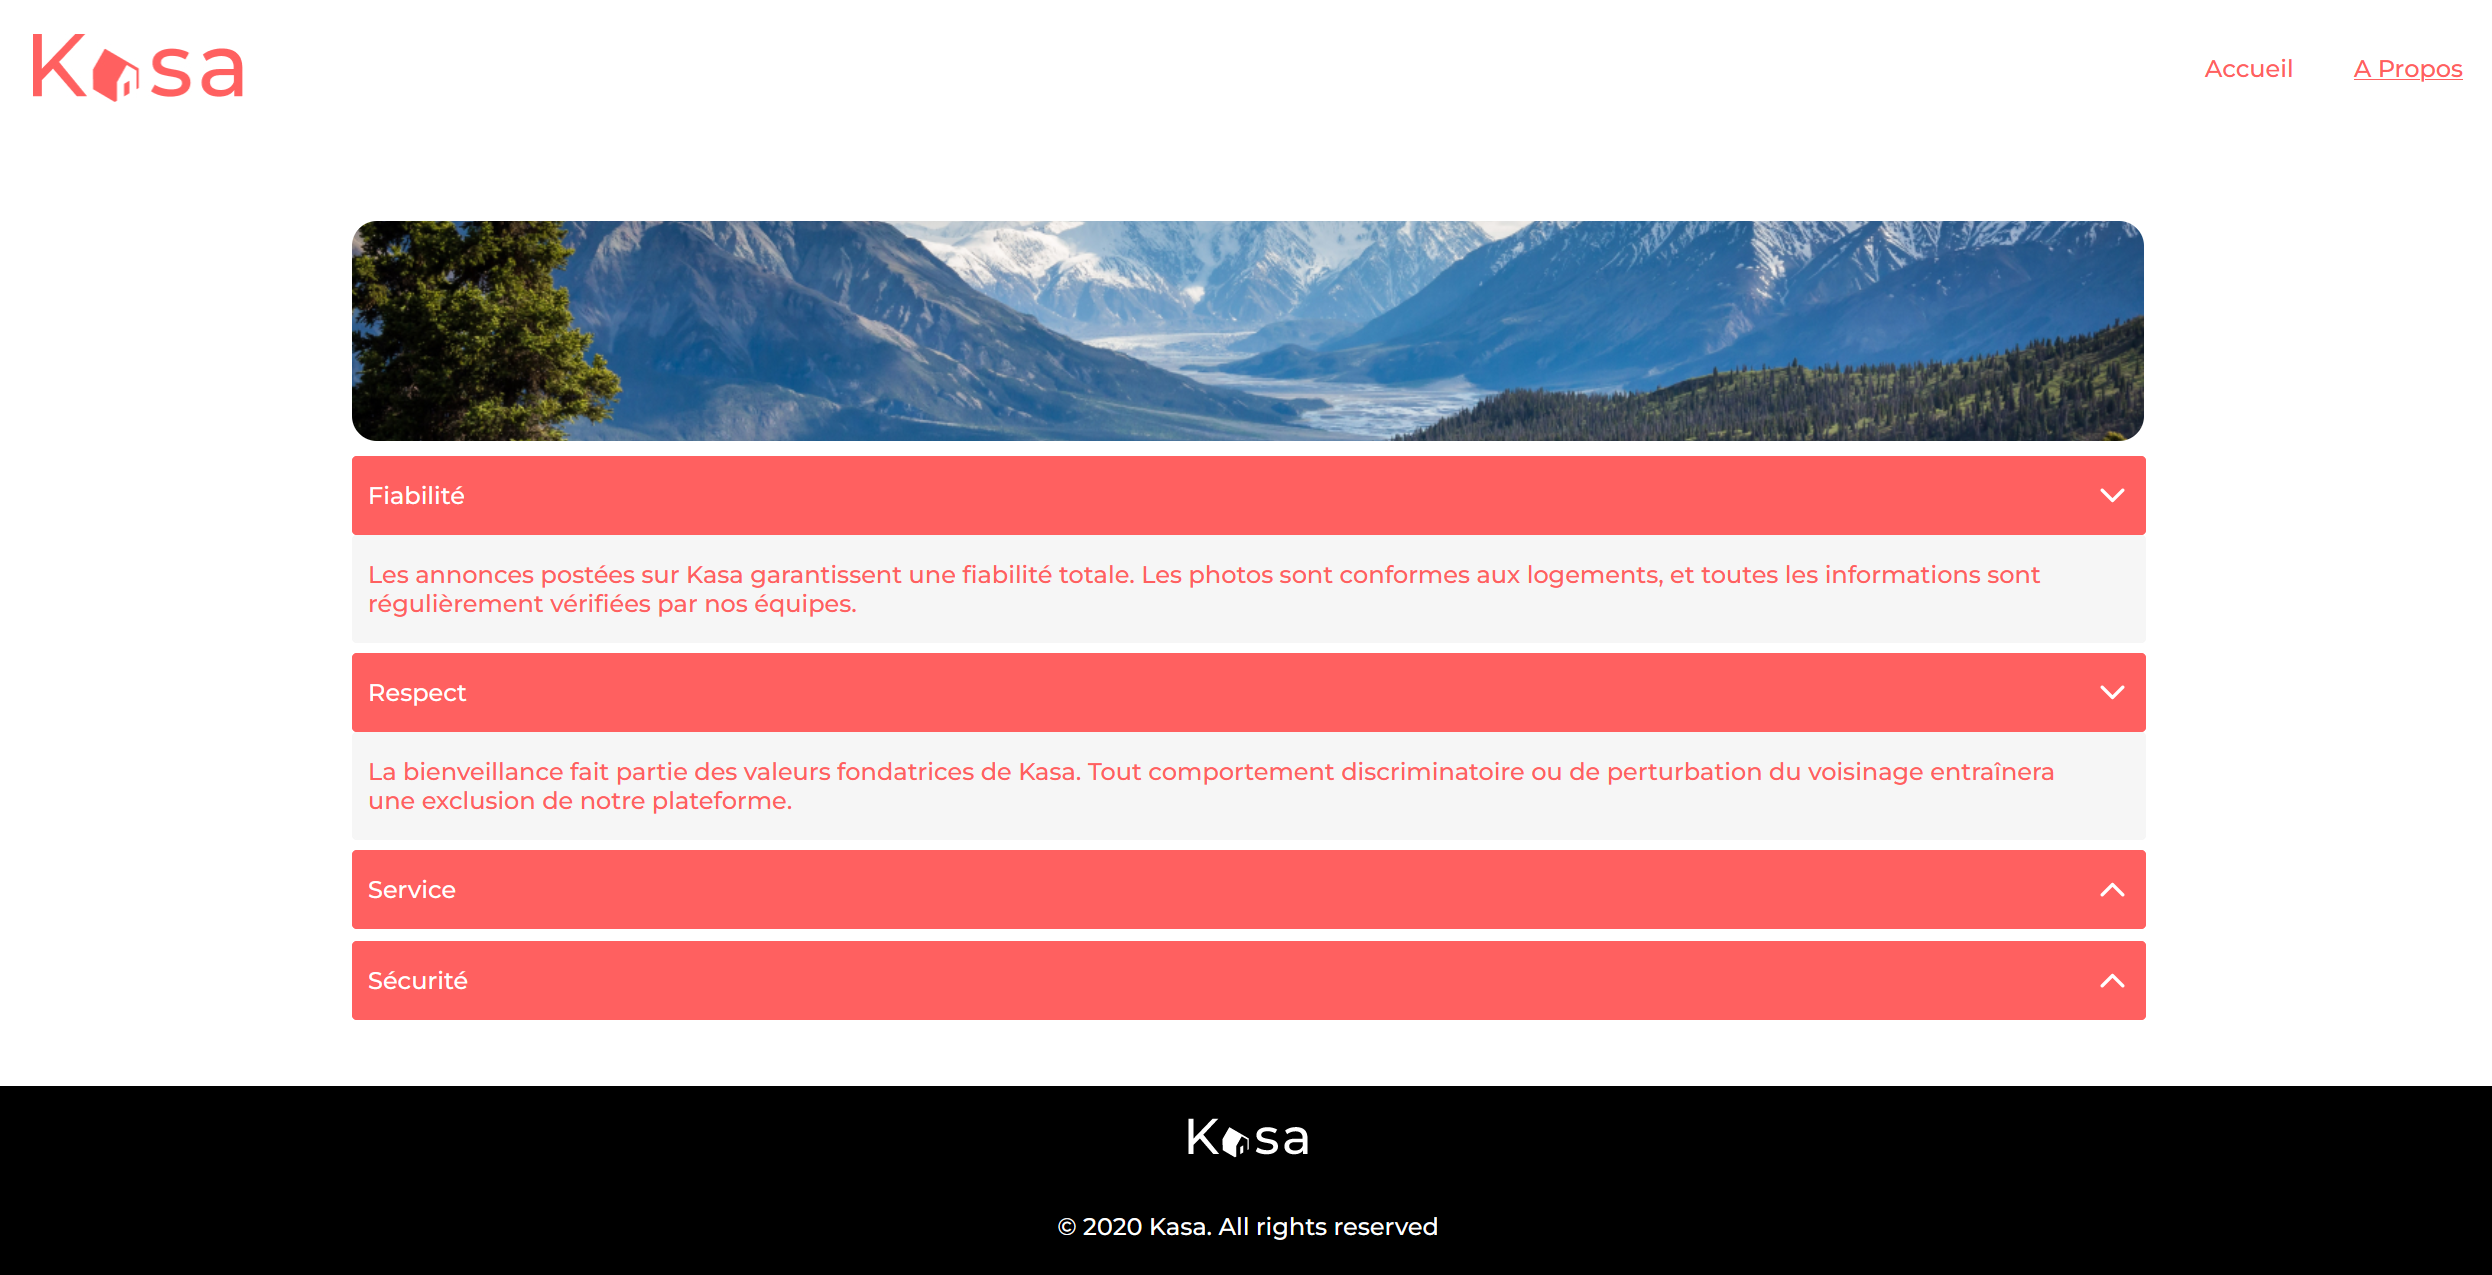 Kasa
Accueil
A Propos
Fiabilité
Les annonces postées sur Kasa garantissent une fiabilité totale. Les photos sont conformes aux logements, et toutes les informations sont
régulièrement vérifiées par nos équipes.
Respect
La bienveillance fait partie des valeurs fondatrices de Kasa. Tout comportement discriminatoire ou de perturbation du voisinage entraînera
une exclusion de notre plateforme.
Service
Sécurité
Kasa
© 2020 Kasa. All rights reserved